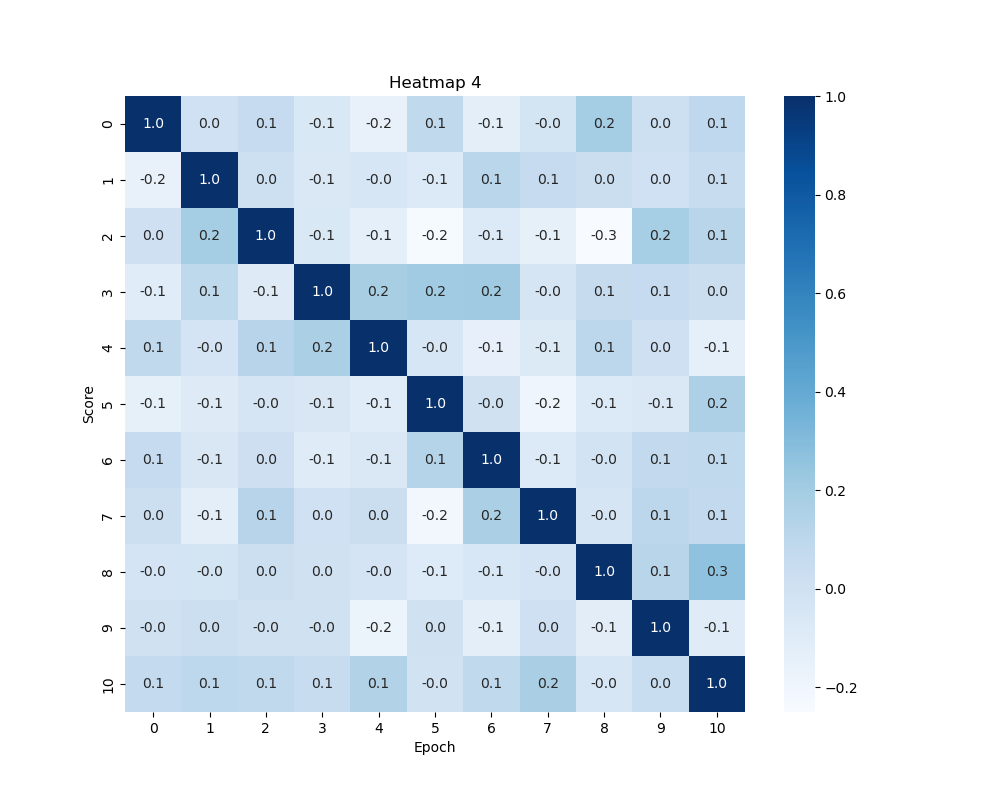 Heatmap 4
0 1.0 0.0 0.1 -0.1 -0.2 0.1 -0.1 -0.0 0.2 0.0 0.1
1 -0.2 1.0 0.0 -0.1 -0.0 -0.1 0.1 0.1 0.0 0.0 0.1
2 0.0 0.2 1.0 -0.1 -0.1 -0.2 -0.1 -0.1 -0.3 0.2 0.1
3 -0.1 0.1 -0.1 1.0 0.2 0.2 0.2 -0.0 0.1 0.1 0.0
4 0.1 -0.0 0.1 0.2 1.0 -0.0 -0.1 -0.1 0.1 0.0 -0.1
5 -0.1 -0.1 -0.0 -0.1 -0.1 1.0 -0.0 -0.2 -0.1 -0.1 0.2
6 0.1 -0.1 0.0 -0.1 -0.1 0.1 1.0 -0.1 -0.0 0.1 0.1
7 0.0 -0.1 0.1 0.0 0.0 -0.2 0.2 1.0 -0.0 0.1 0.1
8 -0.0 -0.0 0.0 0.0 -0.0 -0.1 -0.1 -0.0 1.0 0.1 0.3
9 -0.0 0.0 -0.0 -0.0 -0.2 0.0 -0.1 0.0 -0.1 1.0 -0.1
10 0.1 0.1 0.1 0.1 0.1 -0.0 0.1 0.2 -0.0 0.0 1.0
0 1 2 3 4 5 6 7 8 9 10
Epoch
Score
1.0
0.8
0.6
0.4
0.2
0.0
−0.2